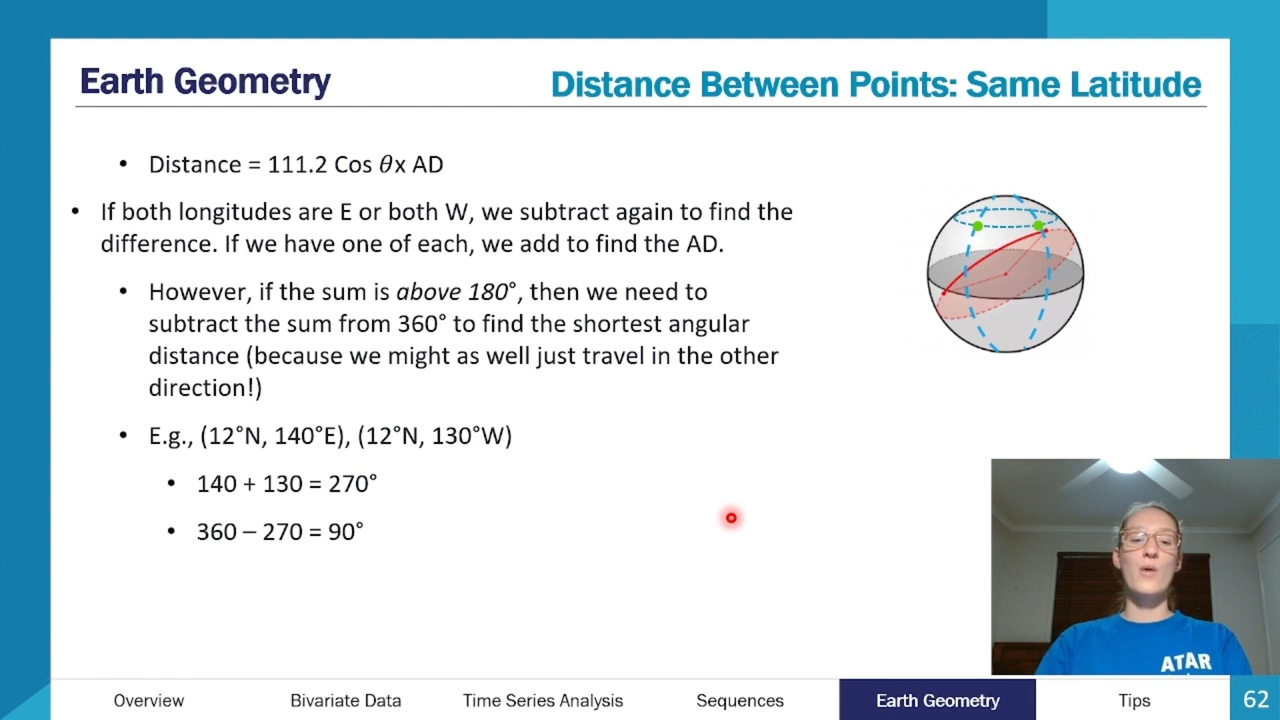 Earth Geometry
Distance Between Points: Same Latitude
• Distance = 111.2 Cos θ x AD
• If both longitudes are E or both W, we subtract again to find the
difference. If we have one of each, we add to find the AD.
• However, if the sum is above 180°, then we need to
subtract the sum from 360° to find the shortest angular
distance (because we might as well just travel in the other
direction!)
• E.g., (12°N, 140°E), (12°N, 130°W)
• 140 + 130 = 270°
• 360 – 270 = 90°
ATAR
Overview
Bivariate Data
Time Series Analysis
Sequences
Earth Geometry
Tips
62